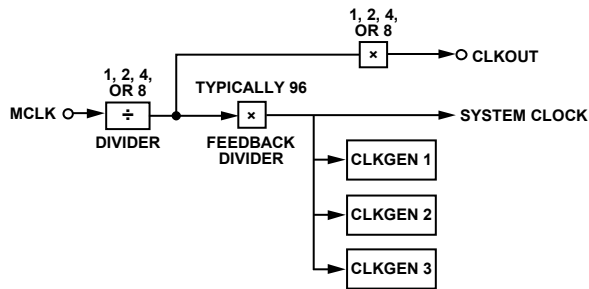 1, 2, 4,
OR 8
×
CLKOUT
1, 2, 4,
OR 8
TYPICALLY 96
MCLK
÷
×
SYSTEM CLOCK
DIVIDER
FEEDBACK
DIVIDER
CLKGEN 1
CLKGEN 2
CLKGEN 3